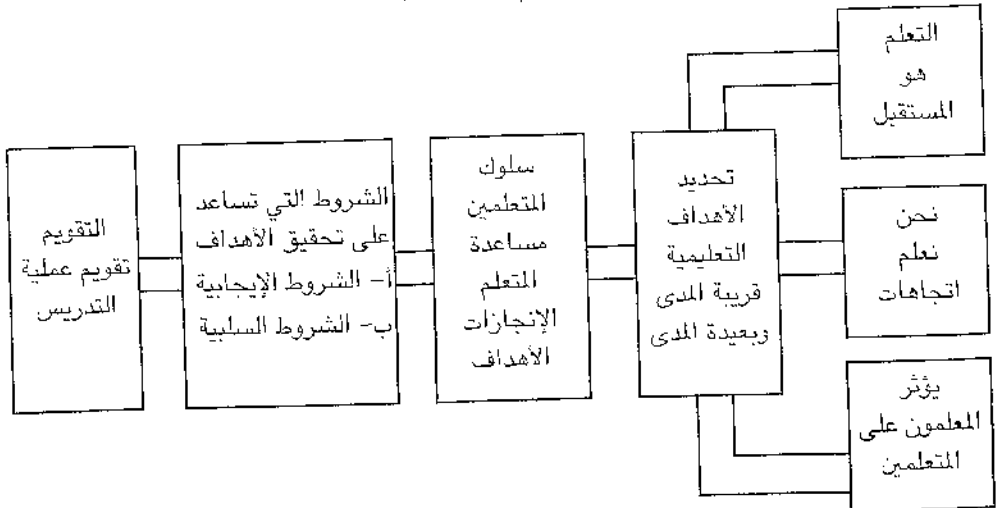 التعلم
هو
المستقبل
نحن
نعلم
اتجاهات
يؤثر
المعلمون على
المتعلمين
تحديد
الأهداف
التعليمية
قريبة المدى
وبعيدة المدى
سلوك
المتعلمين
مساعدة
المتعلم
الإنجازات
الأهداف
الشروط التي تساعد
على تحقيق الأهداف
أ- الشروط الإيجابية
ب- الشروط السلبية
التقويم
تقويم عملية
التدريس